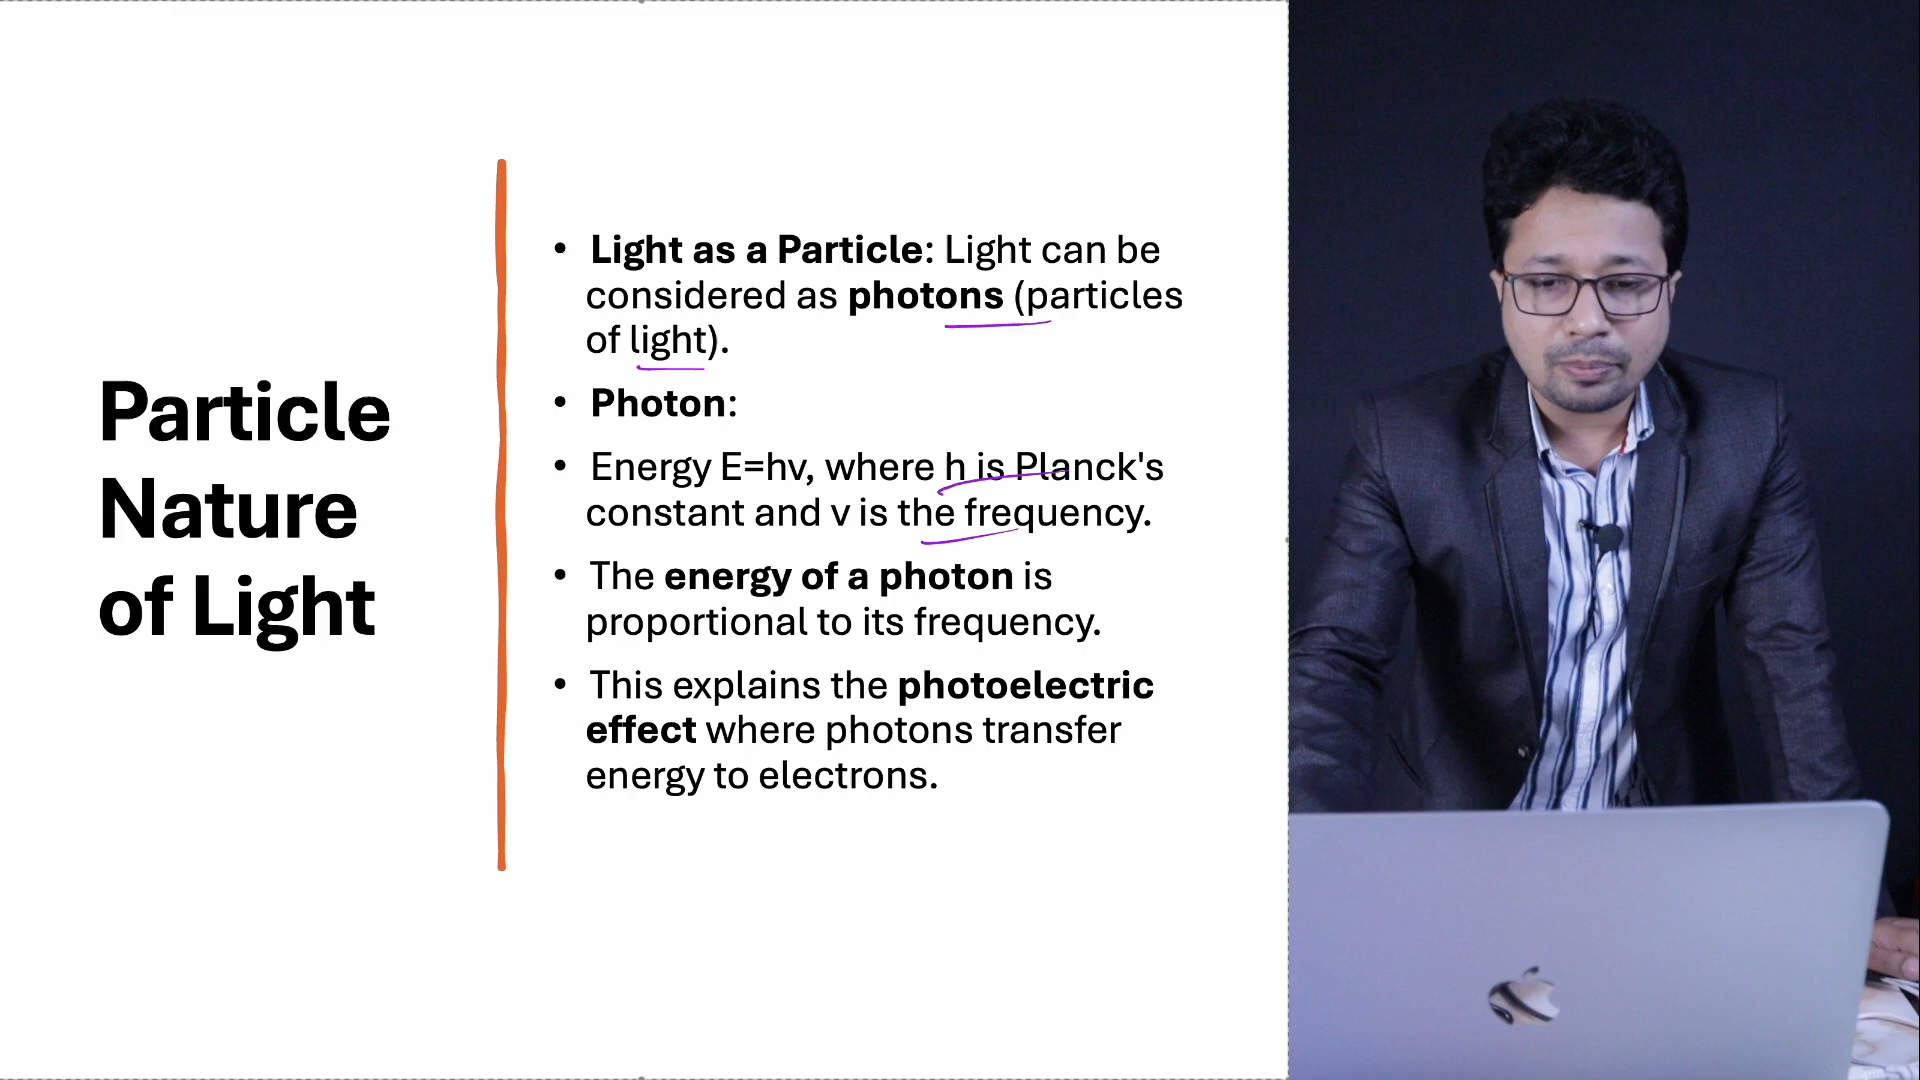 Particle
Nature
of Light
• Light as a Particle: Light can be
considered as photons (particles
of light).
• Photon:
• Energy E=hv, where h is Planck's
constant and v is the frequency.
• The energy of a photon is
proportional to its frequency.
• This explains the photoelectric
effect where photons transfer
energy to electrons.